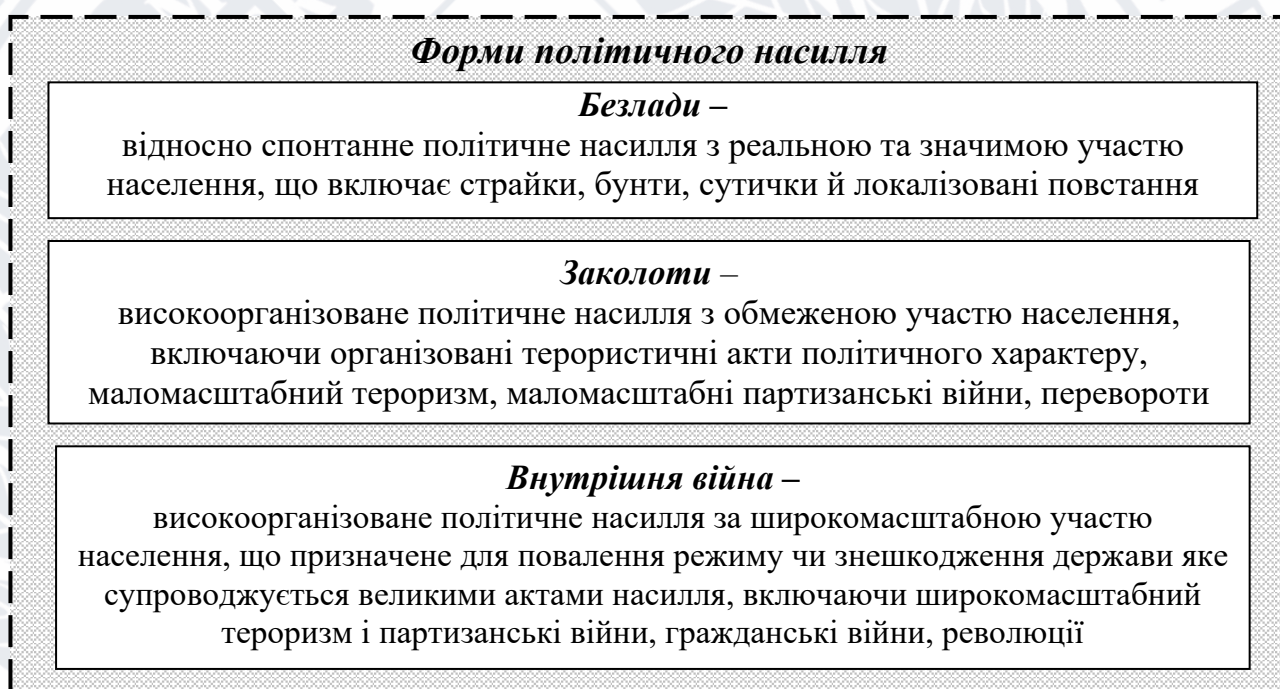 Форми політичного насилля
Безлади –
відносно спонтанне політичне насилля з реальною та значимою участю
населення, що включає страйки, бунти, сутички й локалізовані повстання
Заколоти –
високоорганізоване політичне насилля з обмеженою участю населення,
включаючи організовані терористичні акти політичного характеру,
маломасштабний тероризм, маломасштабні партизанські війни, перевороти
Внутрішня війна –
високоорганізоване політичне насилля за широкомасштабною участю
населення, що призначене для повалення режиму чи знешкодження держави яке
супроводжується великими актами насилля, включаючи широкомасштабний
тероризм і партизанські війни, гражданські війни, революції